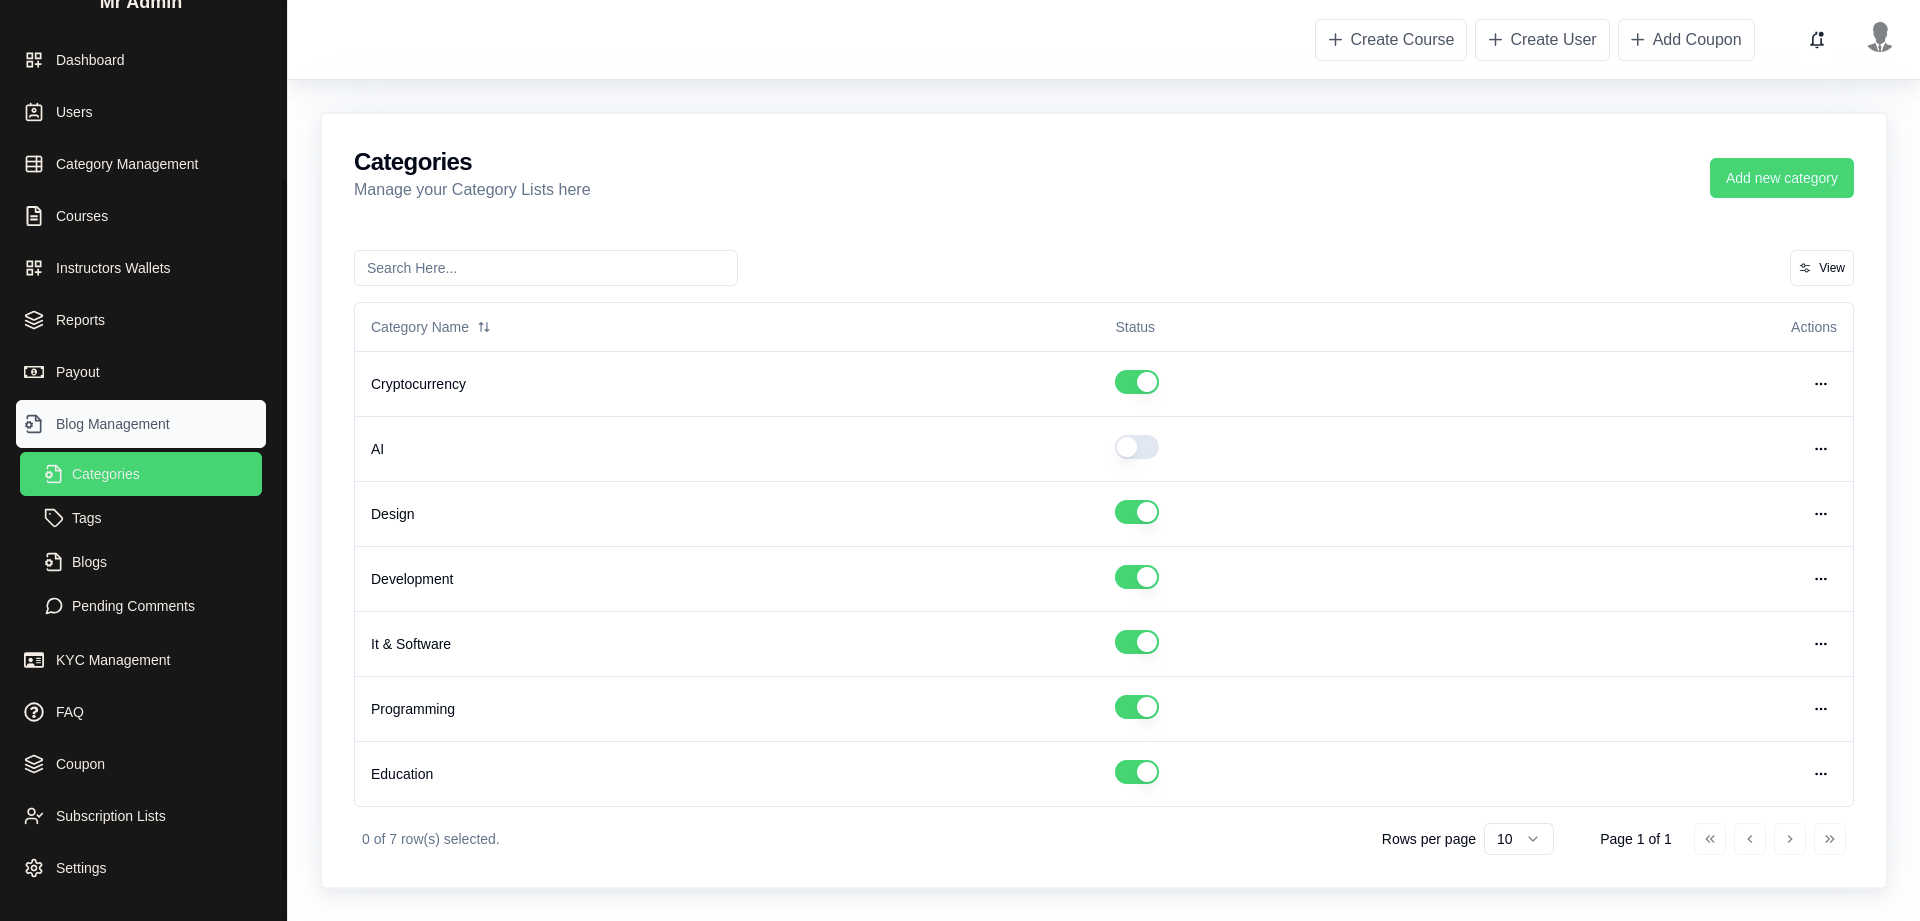 Mr Admin
Dashboard
Users
Category Management
Courses
Instructors Wallets
Reports
Payout
Blog Management
Categories
Tags
Blogs
Pending Comments
KYC Management
FAQ
Coupon
Subscription Lists
Settings
Create Course
Create User
Add Coupon
Categories
Manage your Category Lists here
Add new category
Search Here...
View
Category Name Status Actions
Cryptocurrency
AI
Design
Development
It & Software
Programming
Education
0 of 7 row(s) selected.
Rows per page 10
Page 1 of 1